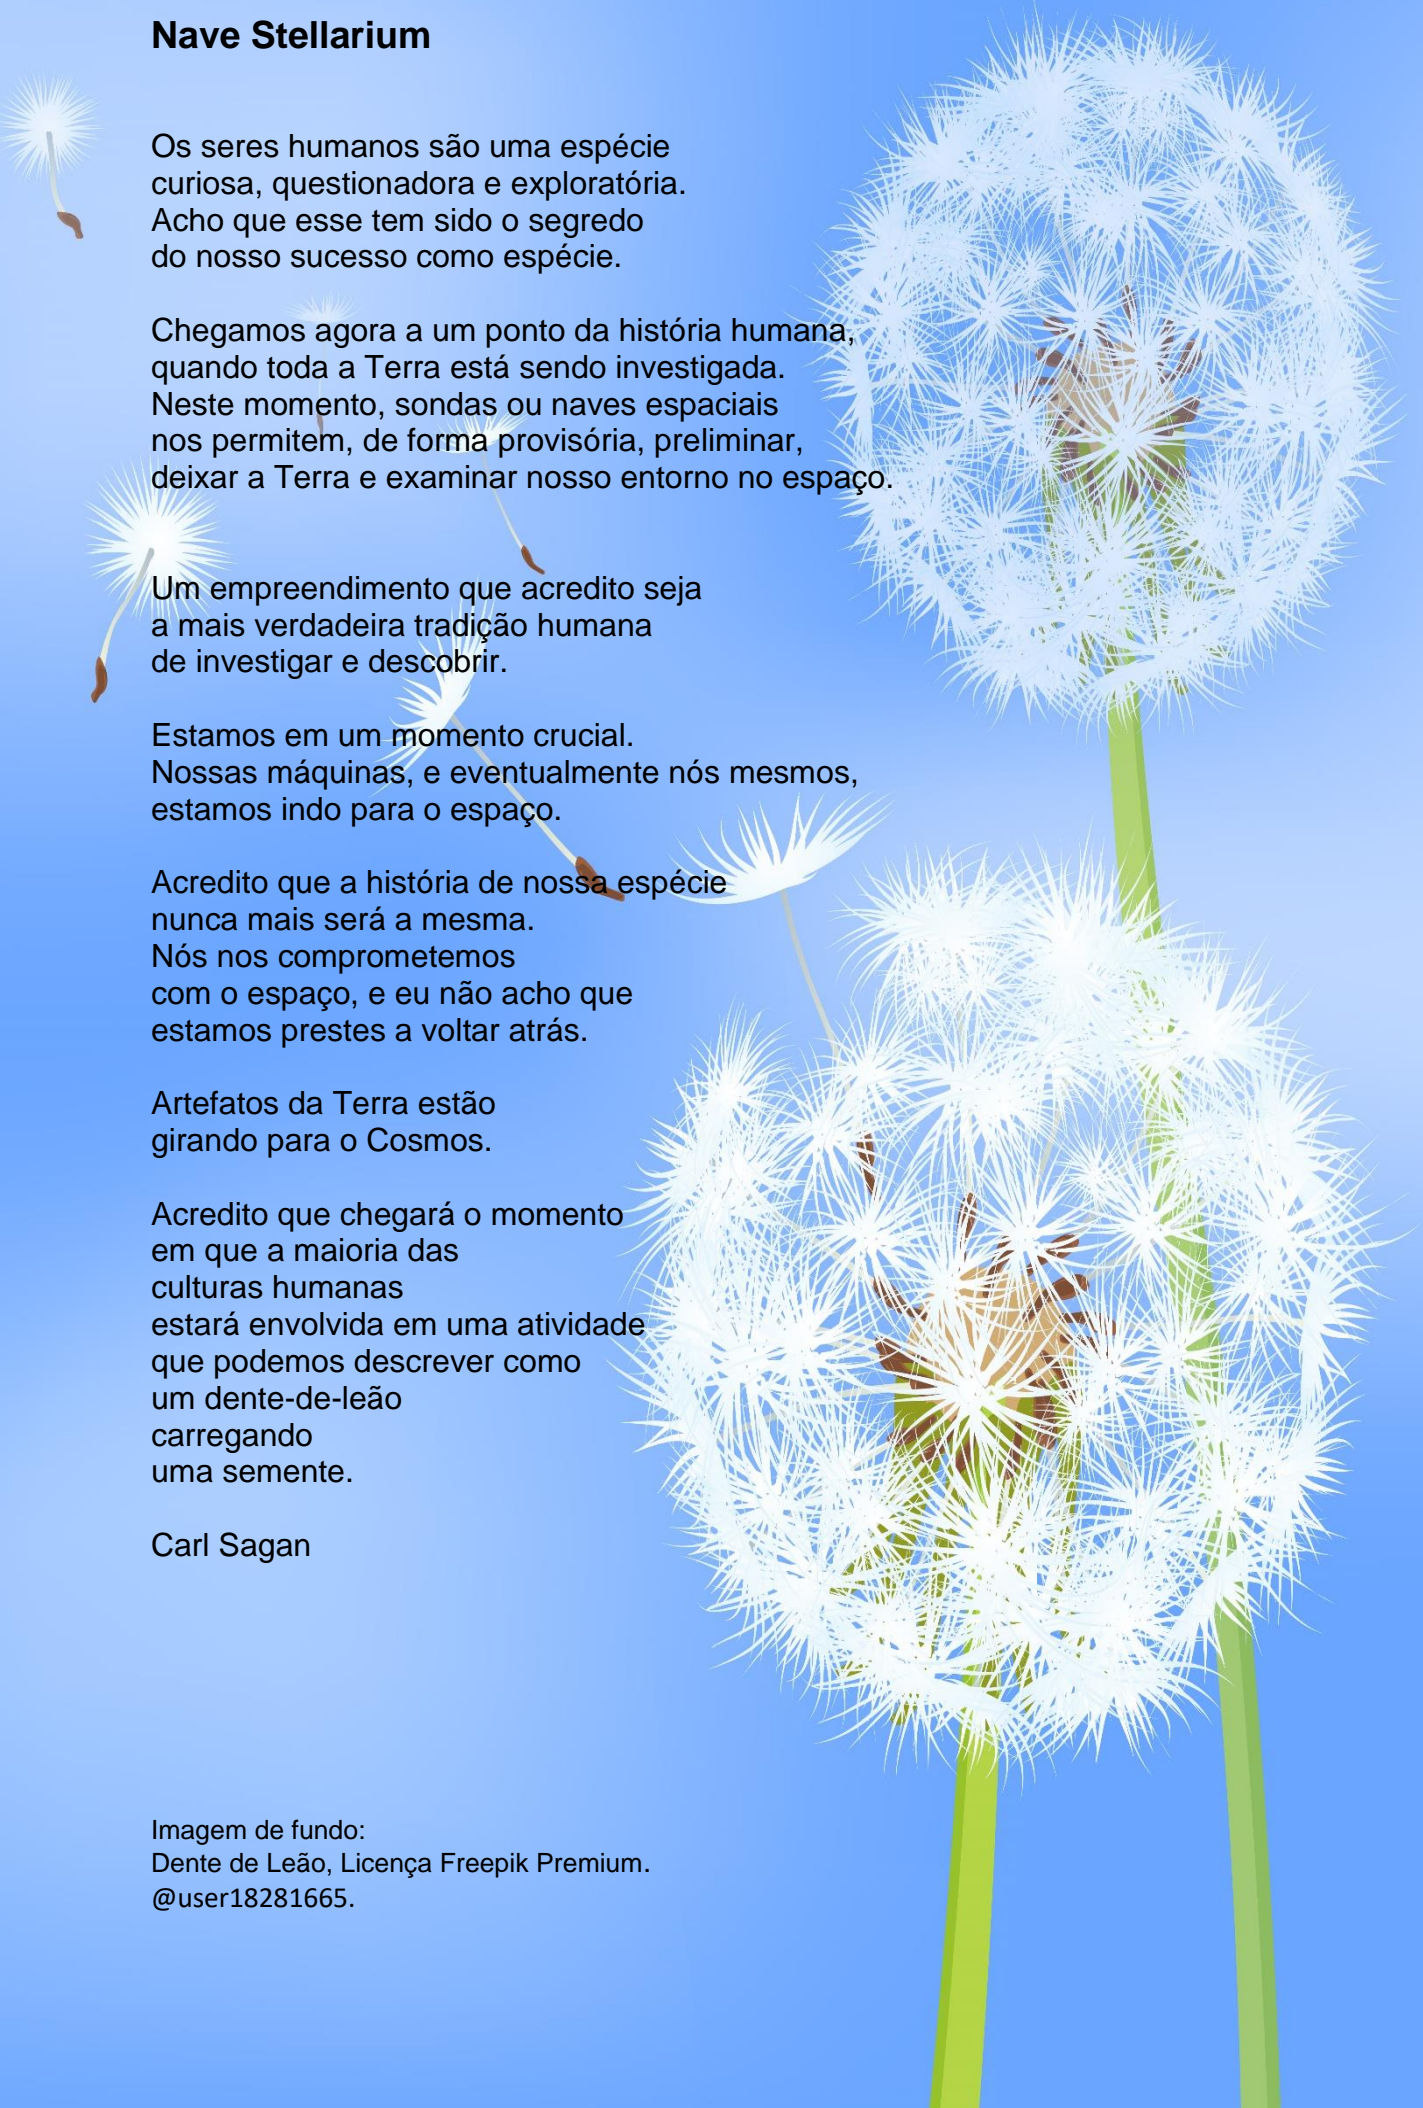 Nave Stellarium
Os seres humanos são uma espécie
curiosa, questionadora e exploratória.
Acho que esse tem sido o segredo
do nosso sucesso como espécie.
Chegamos agora a um ponto da história humana,
quando toda a Terra está sendo investigada.
Neste momento, sondas ou naves espaciais
nos permitem, de forma provisória, preliminar,
deixar a Terra e examinar nosso entorno no espaço.
Um empreendimento que acredito seja
a mais verdadeira tradição humana
de investigar e descobrir.
Estamos em um momento crucial.
Nossas máquinas, e eventualmente nós mesmos,
estamos indo para o espaço.
Acredito que a história de nossa espécie
nunca mais será a mesma.
Nós nos comprometemos
com o espaço, e eu não acho que
estamos prestes a voltar atrás.
Artefatos da Terra estão
girando para o Cosmos.
Acredito que chegará o momento
em que a maioria das
culturas humanas
estará envolvida em uma atividade
que podemos descrever como
um dente-de-leão
carregando
uma semente.
Carl Sagan
Imagem de fundo:
Dente de Leão, Licença Freepik Premium.
@user18281665.